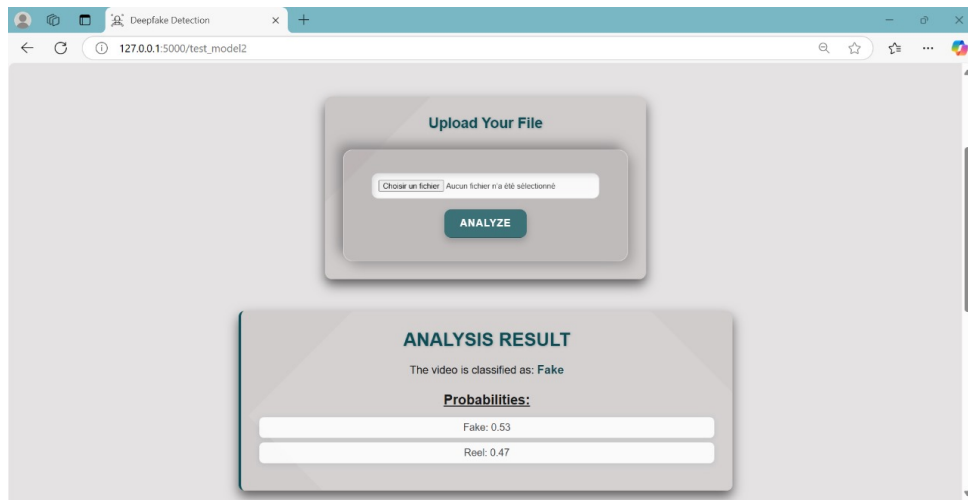 Deepfake Detection
127.0.0.1:5000/test_model2
Upload Your File
Choisir un fichier Aucun fichier n'a été sélectionné
ANALYZE
ANALYSIS RESULT
The video is classified as: Fake
Probabilities:
Fake: 0.53
Reel: 0.47